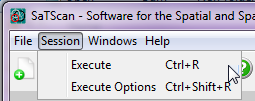 SaTScan - Software for the Spatial and Spa
File Session Windows Help
Execute Ctrl+R
Execute Options Ctrl+Shift+R